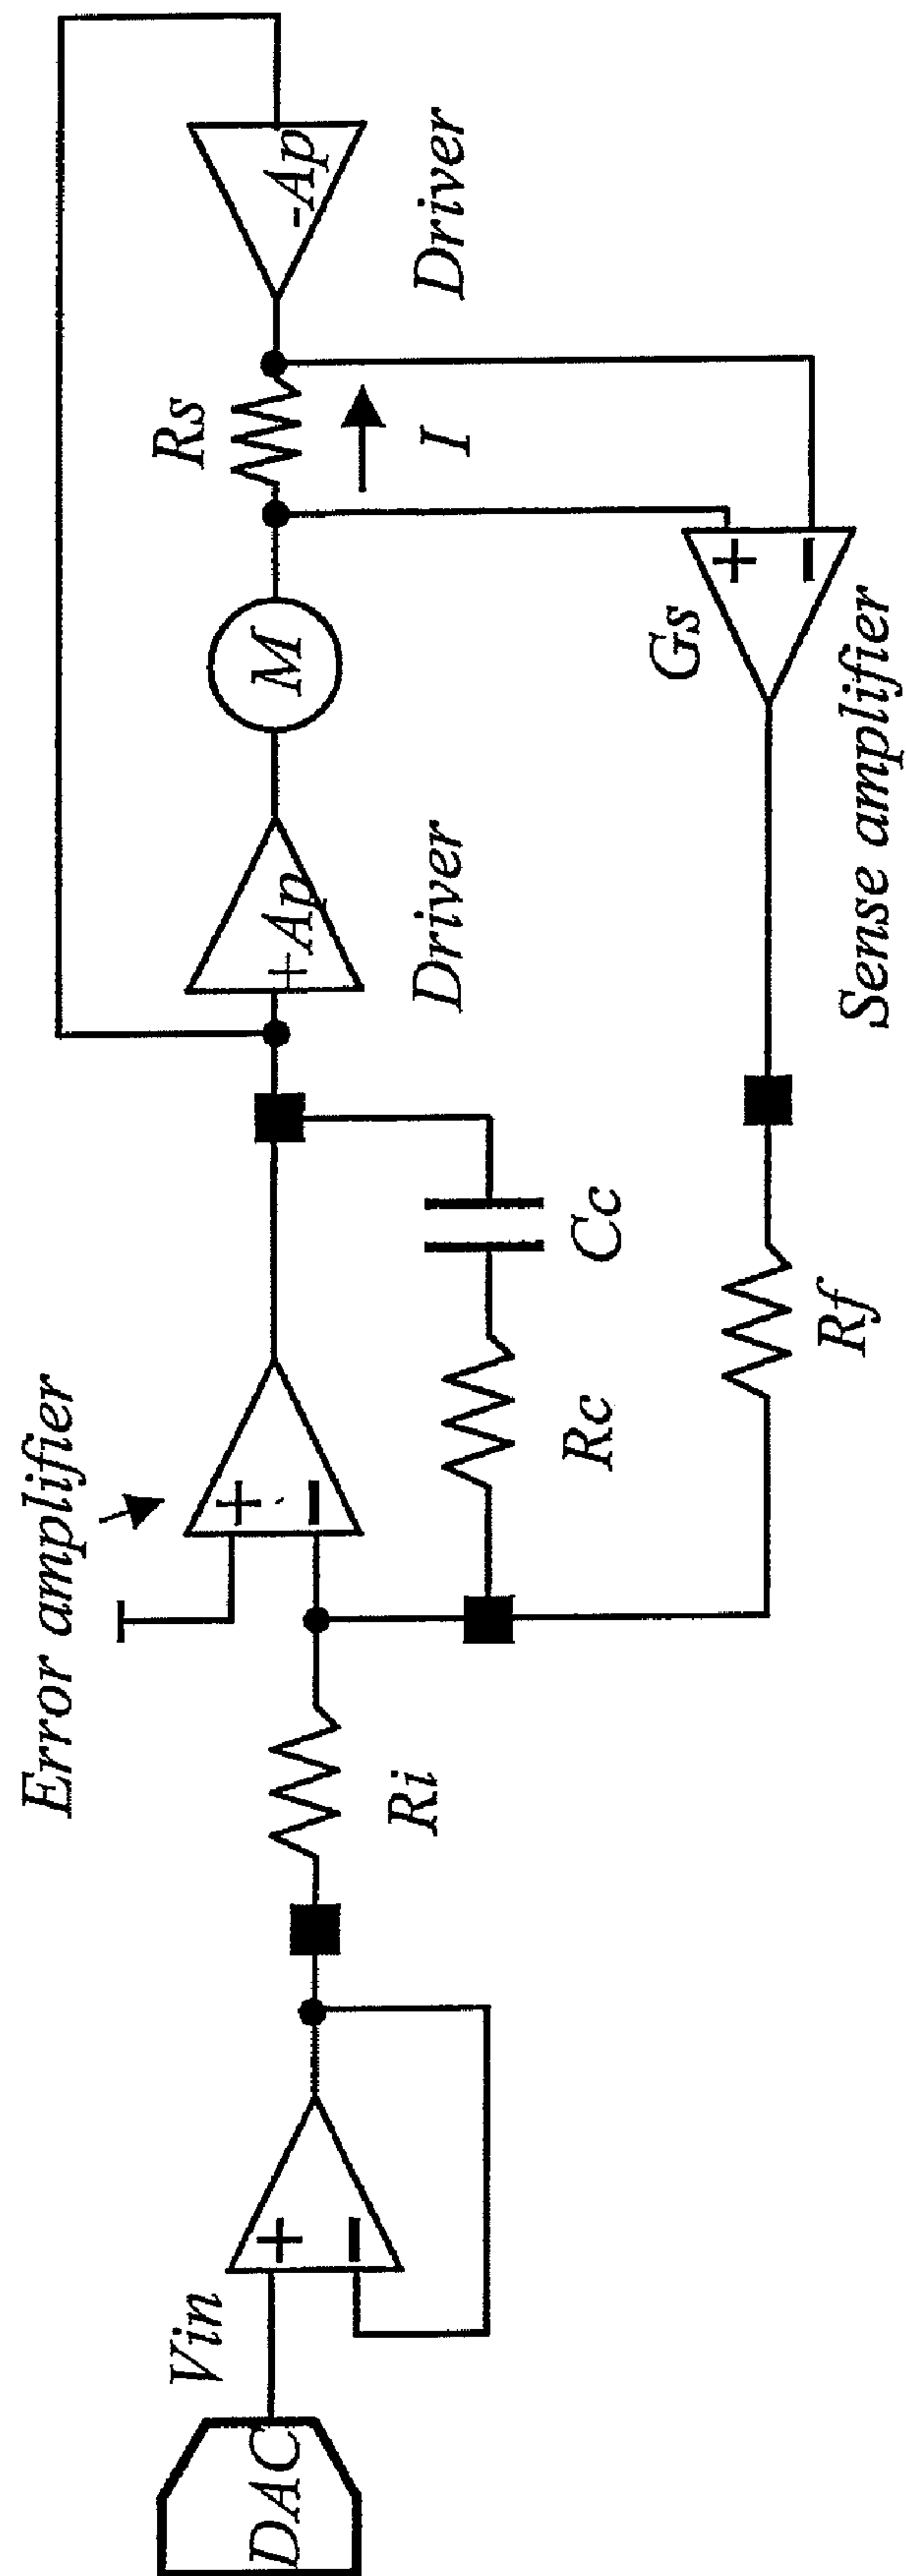 DAC
Vin
+
−
Ri
Error amplifier
+
−
Rc
Cc
+Ap
Driver
M
Rs
I
-Ap
Driver
Gs
+
−
Sense amplifier
Rf